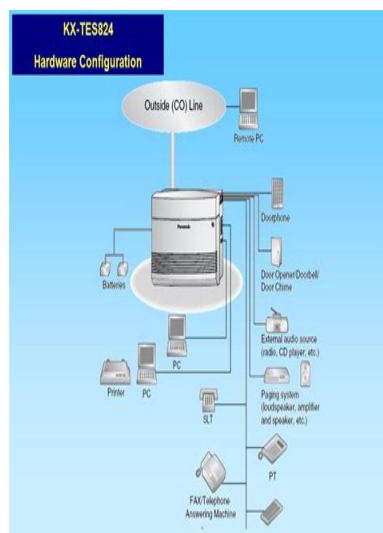 KX-TES824
Hardware Configuration
Outside (CO) Line
Remote PC
Doorphone
Panasonic
Door Opener/Doorbell/
Door Chime
Batteries
External audio source
(radio, CD player, etc.)
PC
Printer
PC
Paging system
(loudspeaker, amplifier
and speaker, etc.)
SLT
PT
FAX/Telephone
Answering Machine